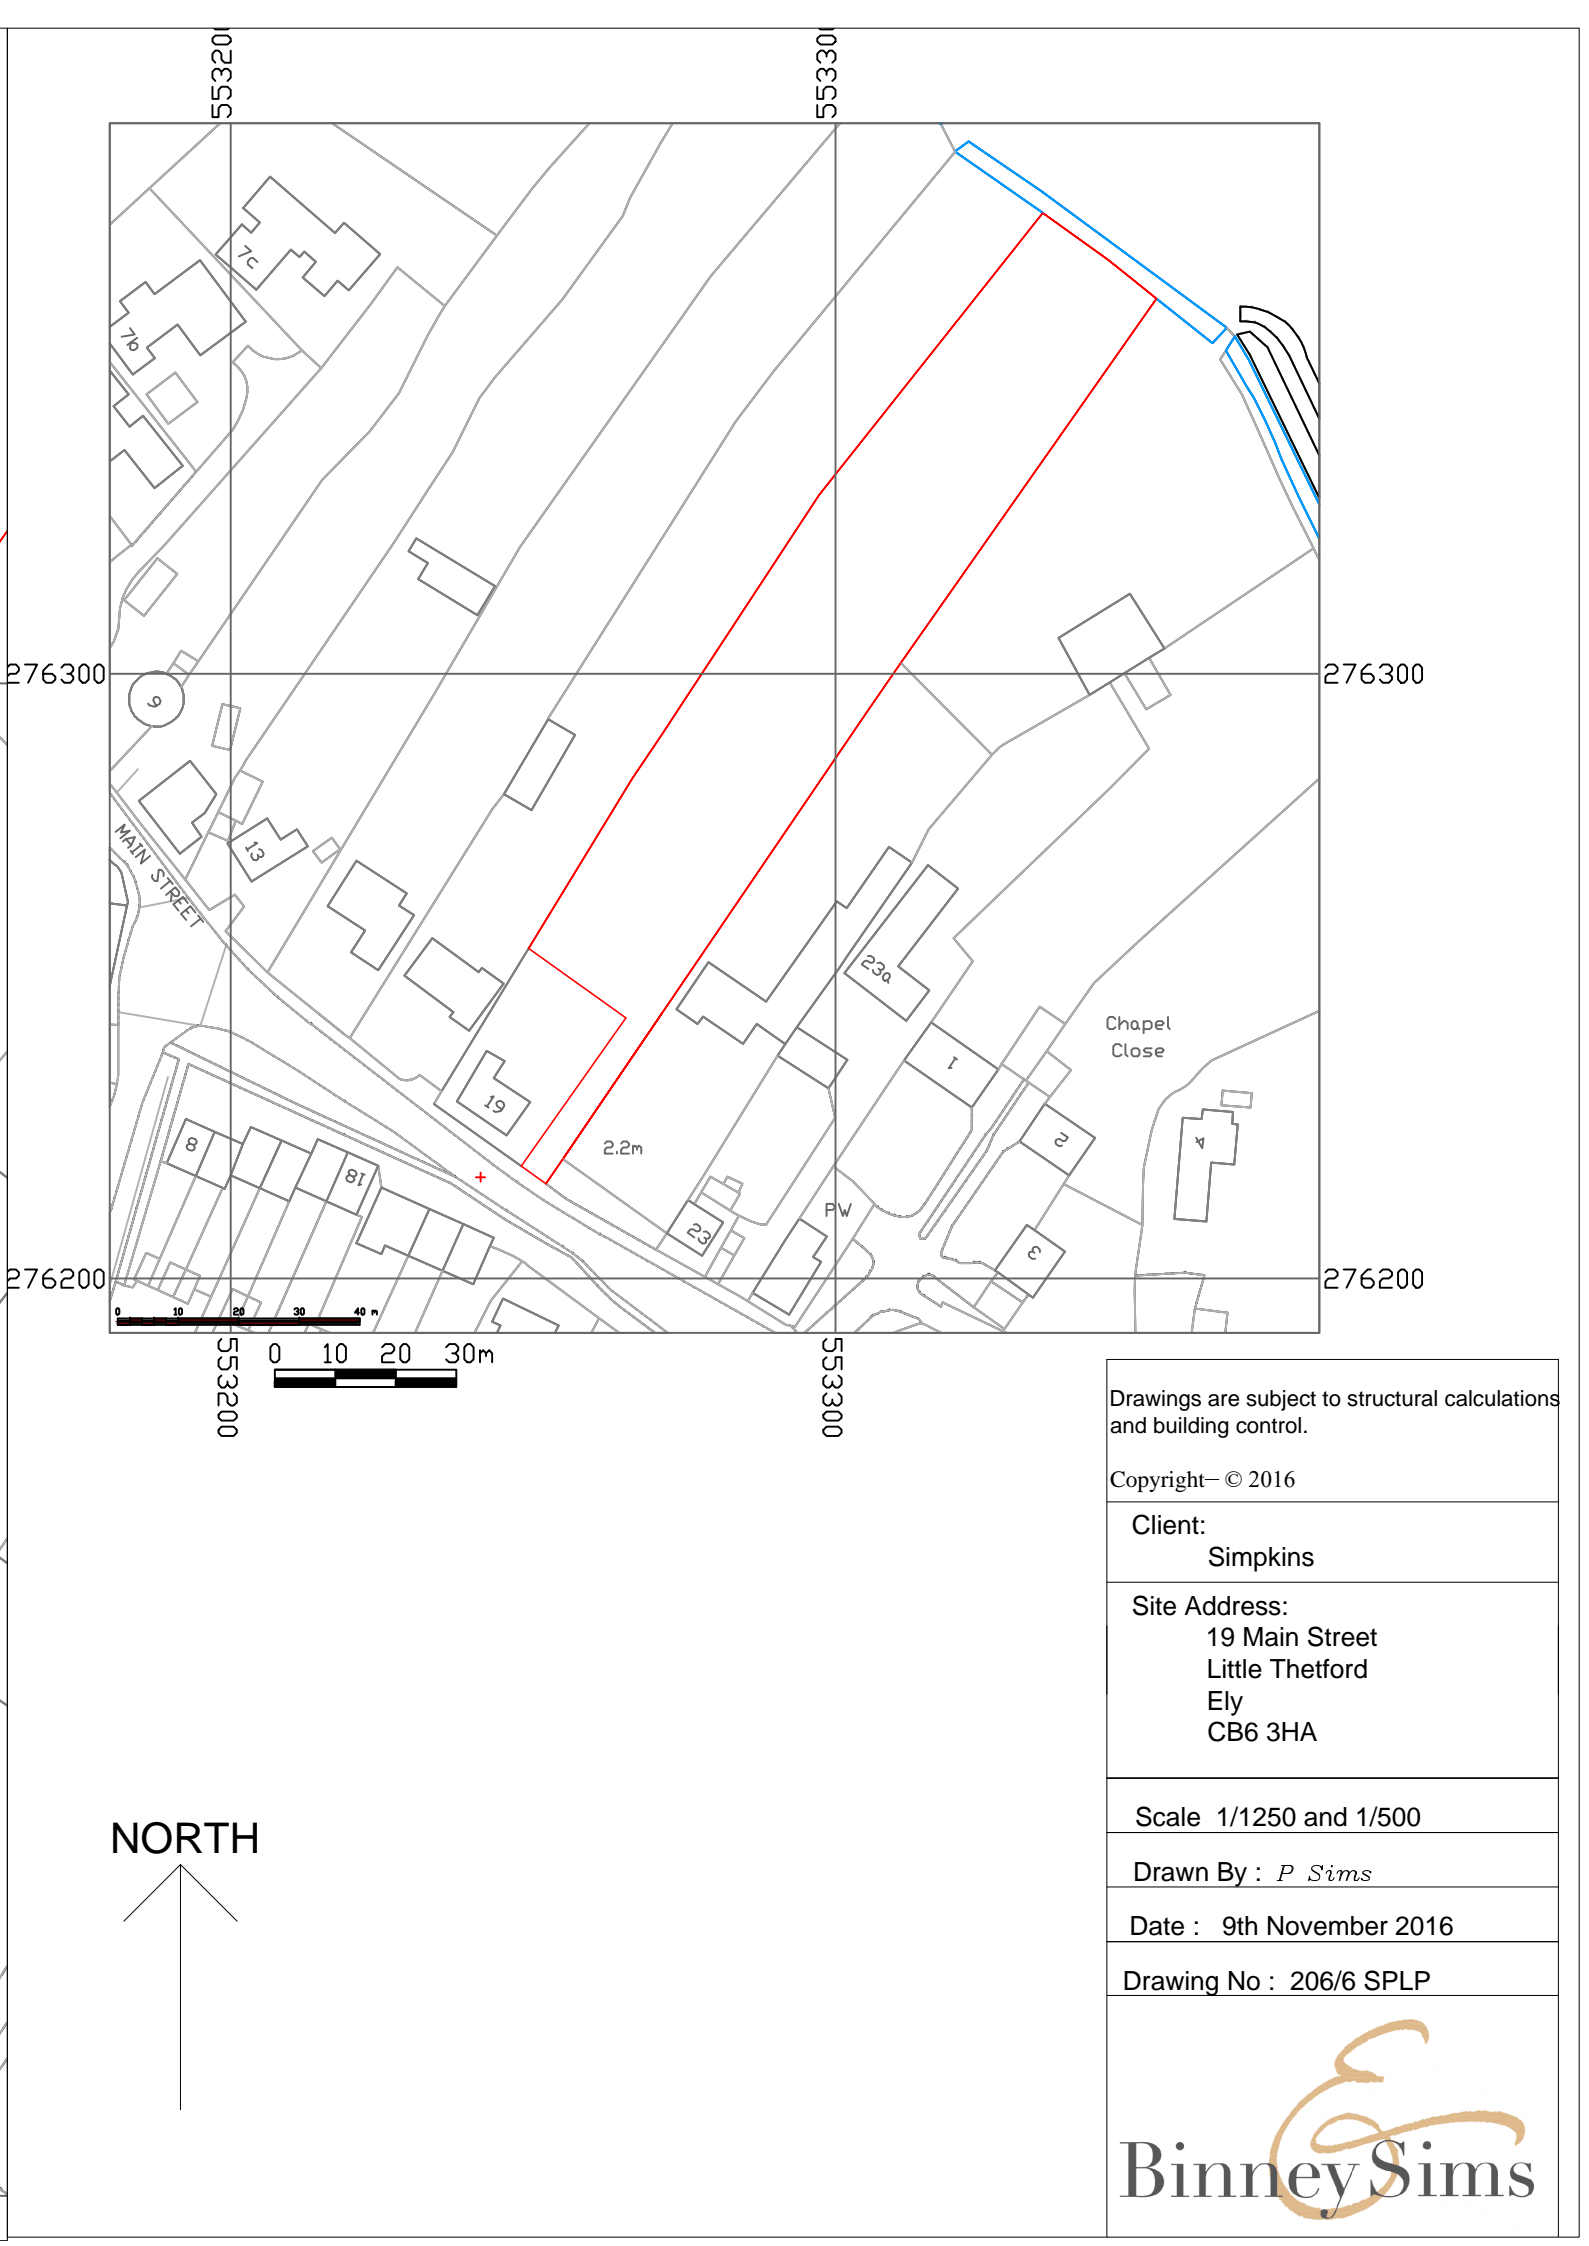 553200
553300
7c
7b
276300
276300
9
13
MAIN STREET
23a
Chapel
Close
1
19
2
4
8
2.2m
18
PW
23
3
276200
276200
0 10 20 30 40 m
0 10 20 30m
553200
553300
Drawings are subject to structural calculations
and building control.
Copyright– © 2016
Client:
Simpkins
Site Address:
19 Main Street
Little Thetford
Ely
CB6 3HA
Scale 1/1250 and 1/500
Drawn By : P Sims
Date : 9th November 2016
Drawing No : 206/6 SPLP
NORTH
Binney & Sims